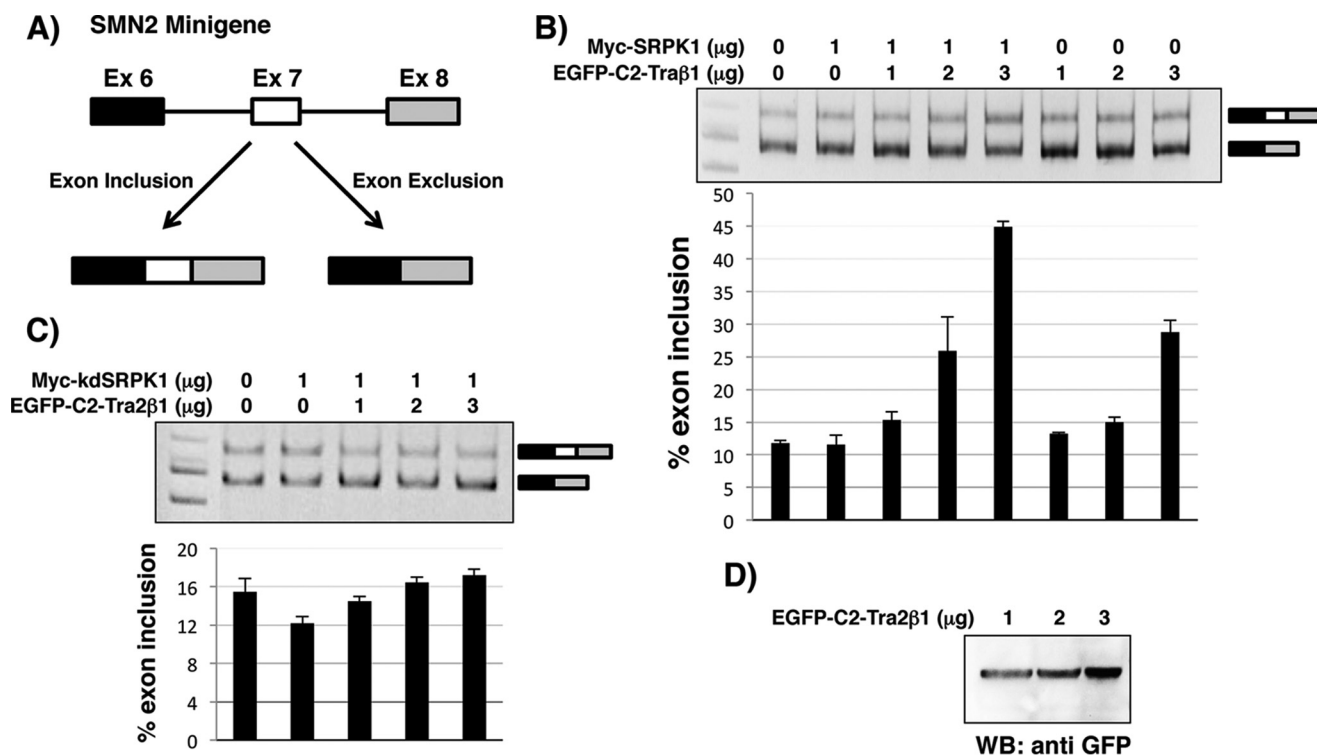 A) SMN2 Minigene
Ex 6 Ex 7 Ex 8
Exon Inclusion Exon Exclusion
B)
Myc-SRPK1 (μg) 0 1 1 1 1 0 0 0
EGFP-C2-Traβ1 (μg) 0 0 1 2 3 1 2 3
% exon inclusion
50
45
40
35
30
25
20
15
10
5
0
C)
Myc-kdSRPK1 (μg) 0 1 1 1 1
EGFP-C2-Tra2β1 (μg) 0 0 1 2 3
% exon inclusion
20
16
12
8
4
0
D)
EGFP-C2-Tra2β1 (μg) 1 2 3
WB: anti GFP